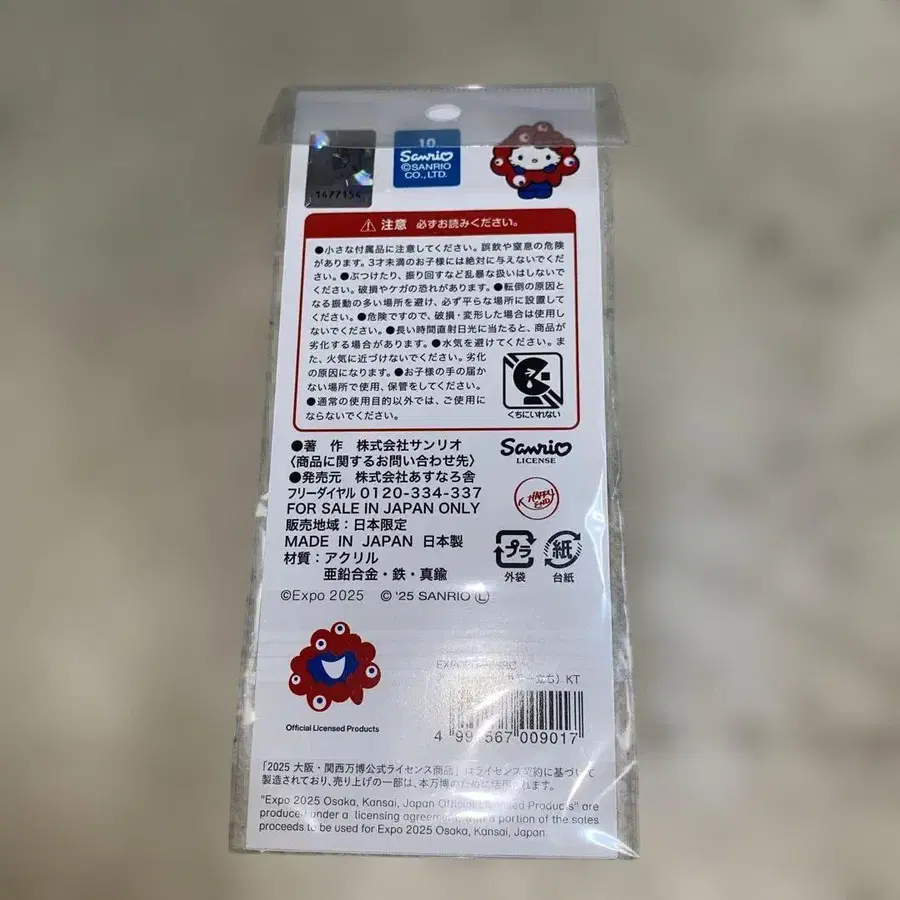 1477154
10
Sanrio
©SANRIO
CO.,LTD.
注意 必ずお読みください。
●小さな付属品に注意してください。誤飲や窒息の危険
があります。3才未満のお子様には絶対に与えないでくだ
さい。●ぶつけたり、振り回すなど乱暴な扱いはしないで
ください。破損やケガの恐れがあります。●転倒の原因と
なる振動の多い場所を避け、必ず平らな場所に設置して
ください。●危険ですので、破損・変形した場合は使用し
ないでください。●長い時間直射日光に当たると、商品が
劣化する場合があります。●水気を避けてください。ま
た、火気に近づけないでください。劣化
の原因になります。●お子様の手の届か
ない場所で使用、保管をしてください。
●通常の使用目的以外では、ご使用に
ならないでください。
くちにいれない
●著 作 株式会社サンリオ
〈商品に関するお問い合わせ先〉
●発売元 株式会社あすなろ舎
フリーダイヤル 0120-334-337
FOR SALE IN JAPAN ONLY
販売地域：日本限定
MADE IN JAPAN 日本製
材質：アクリル
亜鉛合金・鉄・真鍮
©Expo 2025 © '25 SANRIO Ⓛ
Sanrio
LICENSE
HAPPY
END
プラ
外袋
紙
台紙
Official Licensed Products
立ち）KT
4 99 567 009017
「2025 大阪・関西万博公式ライセンス商品」はライセンス契約に基づいて
製造されており、売り上げの一部は、本万博のために活用されます。
"Expo 2025 Osaka, Kansai, Japan Official Licensed Products" are
produced under a licensing agreement, with a portion of the sales
proceeds to be used for Expo 2025 Osaka, Kansai, Japan.